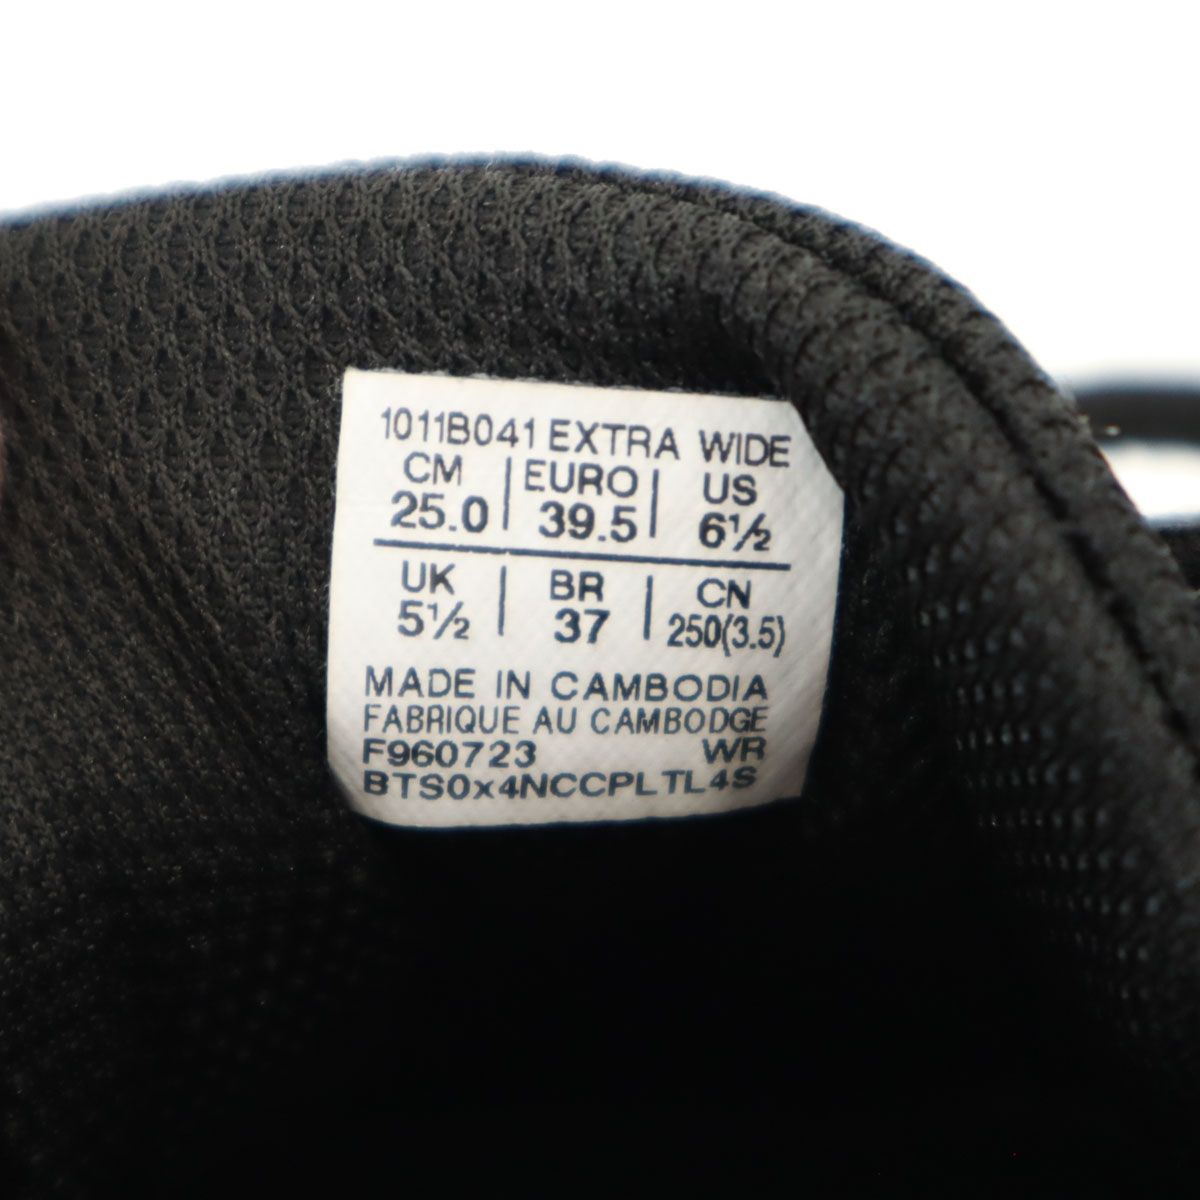 1011B041 EXTRA WIDE
CM | EURO | US
25.0 | 39.5 | 6½
UK | BR | CN
5½ | 37 | 250(3.5)
MADE IN CAMBODIA
FABRIQUE AU CAMBODGE
F960723 WR
BTS0x4NCCPLTL4S